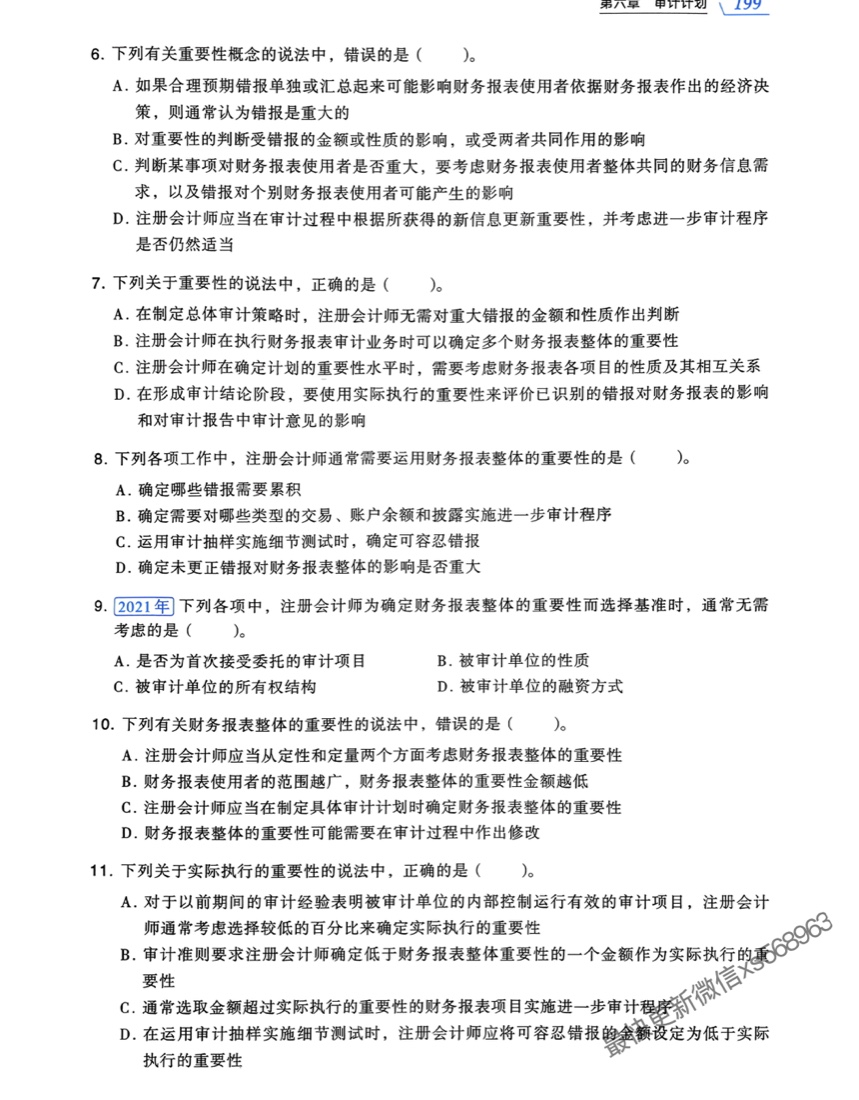 第六章 审计计划 199
6. 下列有关重要性概念的说法中，错误的是（ ）。
A. 如果合理预期错报单独或汇总起来可能影响财务报表使用者依据财务报表作出的经济决
策，则通常认为错报是重大的
B. 对重要性的判断受错报的金额或性质的影响，或受两者共同作用的影响
C. 判断某事项对财务报表使用者是否重大，要考虑财务报表使用者整体共同的财务信息需
求，以及错报对个别财务报表使用者可能产生的影响
D. 注册会计师应当在审计过程中根据所获得的新信息更新重要性，并考虑进一步审计程序
是否仍然适当
7. 下列关于重要性的说法中，正确的是（ ）。
A. 在制定总体审计策略时，注册会计师无需对重大错报的金额和性质作出判断
B. 注册会计师在执行财务报表审计业务时可以确定多个财务报表整体的重要性
C. 注册会计师在确定计划的重要性水平时，需要考虑财务报表各项目的性质及其相互关系
D. 在形成审计结论阶段，要使用实际执行的重要性来评价已识别的错报对财务报表的影响
和对审计报告中审计意见的影响
8. 下列各项工作中，注册会计师通常需要运用财务报表整体的重要性的是（ ）。
A. 确定哪些错报需要累积
B. 确定需要对哪些类型的交易、账户余额和披露实施进一步审计程序
C. 运用审计抽样实施细节测试时，确定可容忍错报
D. 确定未更正错报对财务报表整体的影响是否重大
9. 2021年 下列各项中，注册会计师为确定财务报表整体的重要性而选择基准时，通常无需
考虑的是（ ）。
A. 是否为首次接受委托的审计项目 B. 被审计单位的性质
C. 被审计单位的所有权结构 D. 被审计单位的融资方式
10. 下列有关财务报表整体的重要性的说法中，错误的是（ ）。
A. 注册会计师应当从定性和定量两个方面考虑财务报表整体的重要性
B. 财务报表使用者的范围越广，财务报表整体的重要性金额越低
C. 注册会计师应当在制定具体审计计划时确定财务报表整体的重要性
D. 财务报表整体的重要性可能需要在审计过程中作出修改
11. 下列关于实际执行的重要性的说法中，正确的是（ ）。
A. 对于以前期间的审计经验表明被审计单位的内部控制运行有效的审计项目，注册会计
师通常考虑选择较低的百分比来确定实际执行的重要性
B. 审计准则要求注册会计师确定低于财务报表整体重要性的一个金额作为实际执行的重
要性
C. 通常选取金额超过实际执行的重要性的财务报表项目实施进一步审计程序
D. 在运用审计抽样实施细节测试时，注册会计师应将可容忍错报的金额设定为低于实际
执行的重要性
最快更新微信xs568963